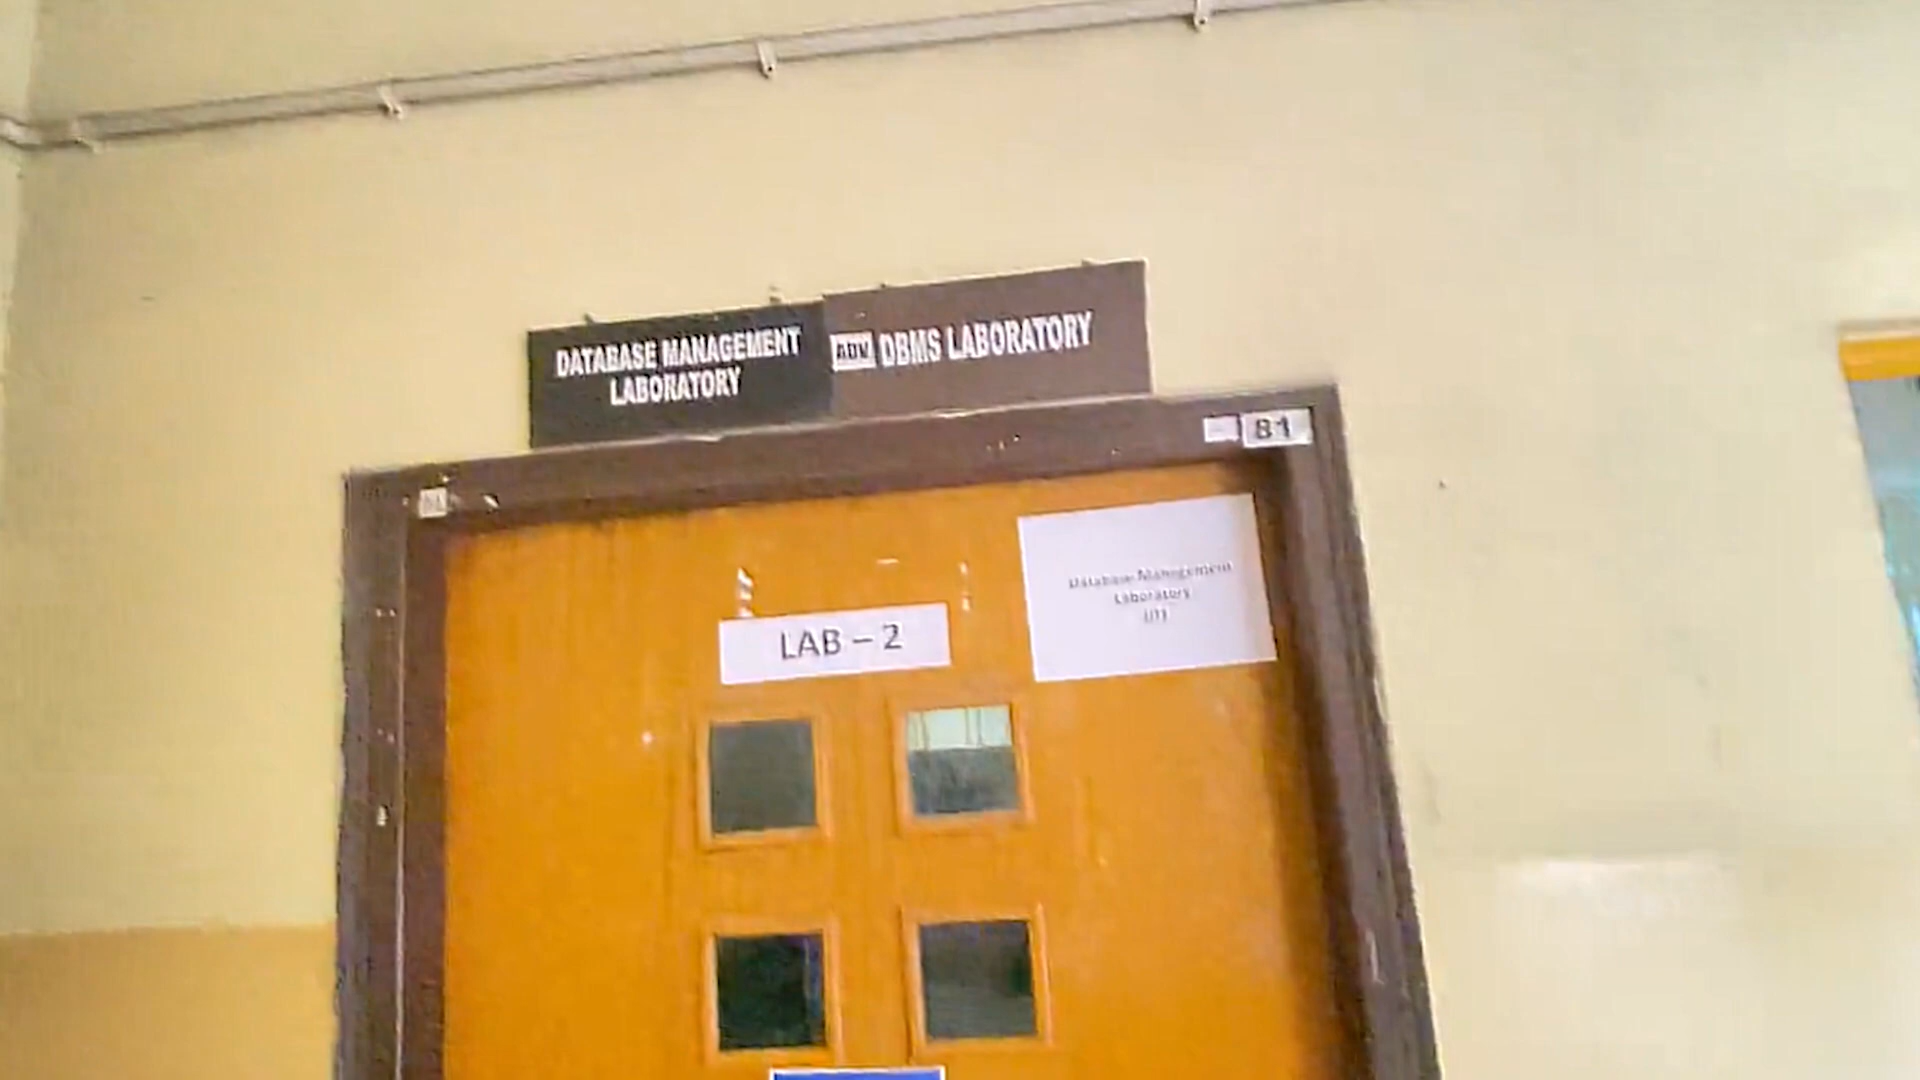 DATABASE MANAGEMENT
LABORATORY
ADV. DBMS LABORATORY
81
LAB – 2
Database Management
Laboratory